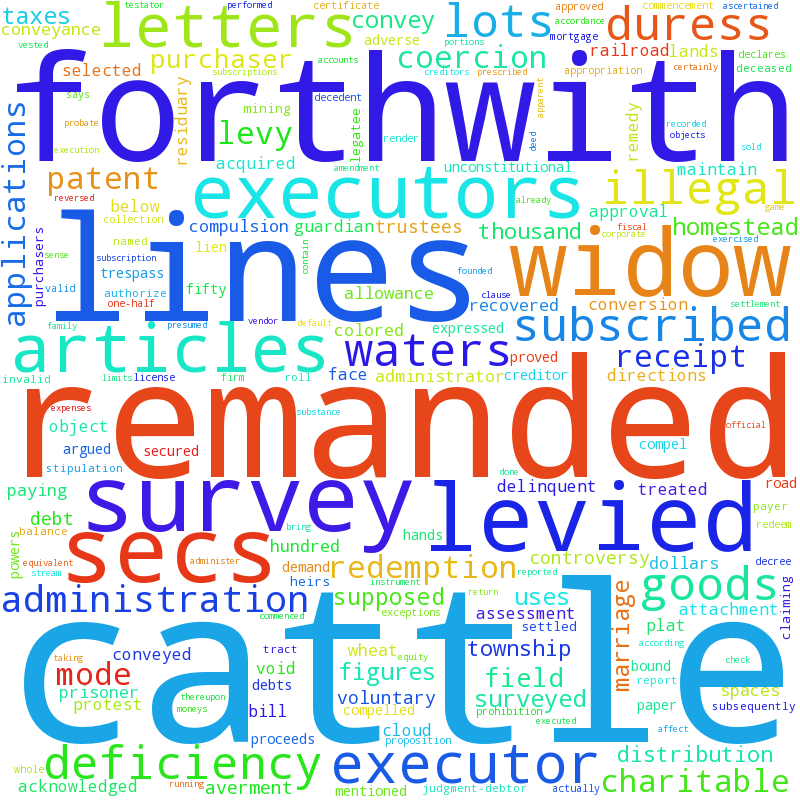 taxes
testator
performed
certificate
approved
commencement
ascertained
letters
convey
lots
duress
accordance
conveyance
vested
adverse
portions
mortgage
declares
purchaser
coercion
railroad
lands
selected
subscriptions
accounts
creditors
prescribed
appropriation
certainly
deceased
forthwith
says
residuary
decedent
apparent
mining
applications
probate
levy
legatee
render
deed
remedy
recorded
objects
execution
acquired
unconstitutional
sold
patent
executors
amendment
maintain
reversed
already
illegal
game
below
collection
compulsion
guardian
trustees
thousand
approval
fiscal
homestead
named
lien
corporate
exercised
purchasers
sense
subscription
lines
contain
widow
valid
trespass
founded
authorize
fifty
allowance
clause
one-half
recovered
conversion
settlement
family
presumed
vendor
default
colored
expressed
subscribed
articles
waters
proved
receipt
invalid
limits
license
firm
roll
face
administrator
creditor
directions
remanded
expenses
substance
object
official
argued
secured
compel
stipulation
done
paying
survey
levied
delinquent
treated
road
payer
debt
bring
hands
redeem
balance
secs
hundred
powers
equivalent
administer
demand
redemption
controversy
decree
stream
heirs
instrument
reported
dollars
goods
claiming
administration
supposed
return
uses
marriage
attachment
commenced
exceptions
assessment
settled
plat
cattle
conveyed
tract
wheat
equity
township
according
check
taking
mode
void
figures
field
bound
report
prisoner
debts
voluntary
surveyed
spaces
protest
thereupon
moneys
bill
compelled
prohibition
paper
subsequently
proceeds
cloud
proposition
executed
affect
whole
deficiency
executor
distribution
acknowledged
running
averment
mentioned
judgment-debtor
actually
charitable